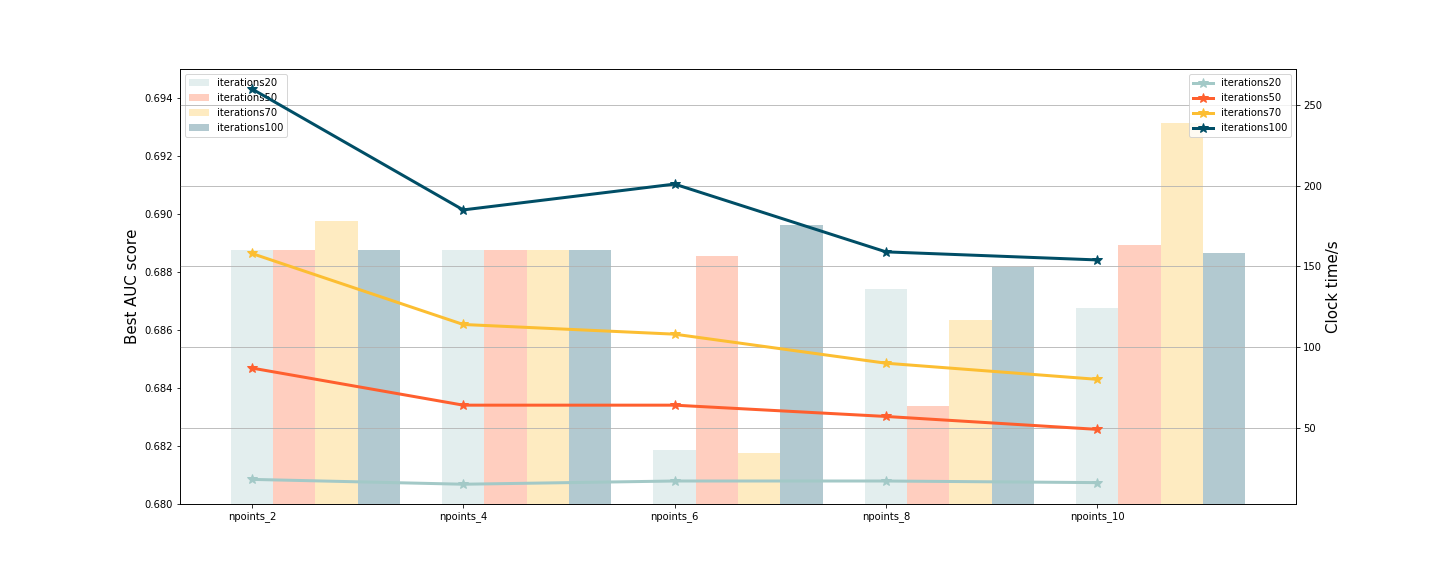 iterations20
iterations50
iterations70
iterations100
iterations20
iterations50
iterations70
iterations100
0.694
0.692
0.690
0.688
0.686
0.684
0.682
0.680
Best AUC score
250
200
150
100
50
Clock time/s
npoints_2
npoints_4
npoints_6
npoints_8
npoints_10